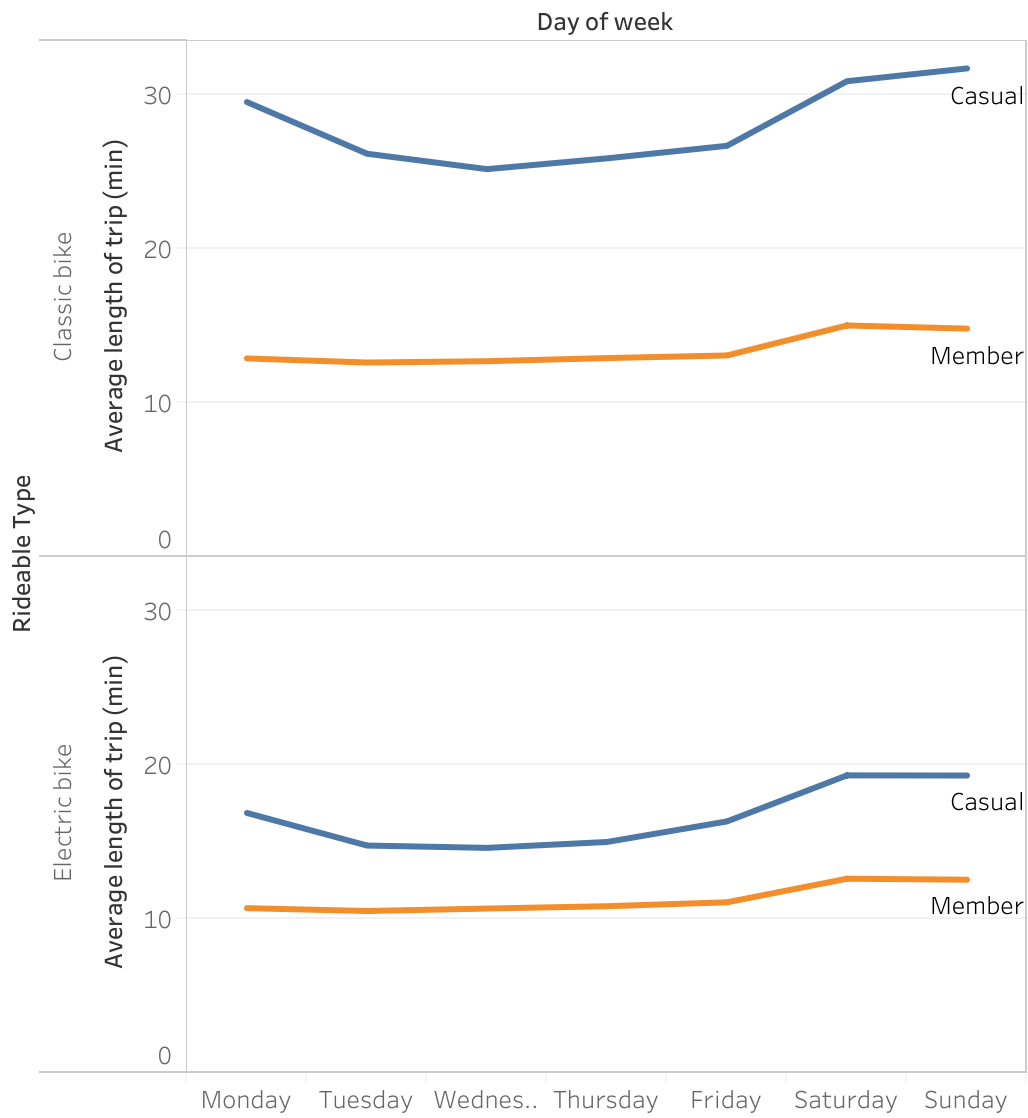 Day of week
Rideable Type
Classic bike
Average length of trip (min)
30
20
10
0
Casual
Member
Electric bike
Average length of trip (min)
30
20
10
0
Casual
Member
Monday Tuesday Wednes.. Thursday Friday Saturday Sunday